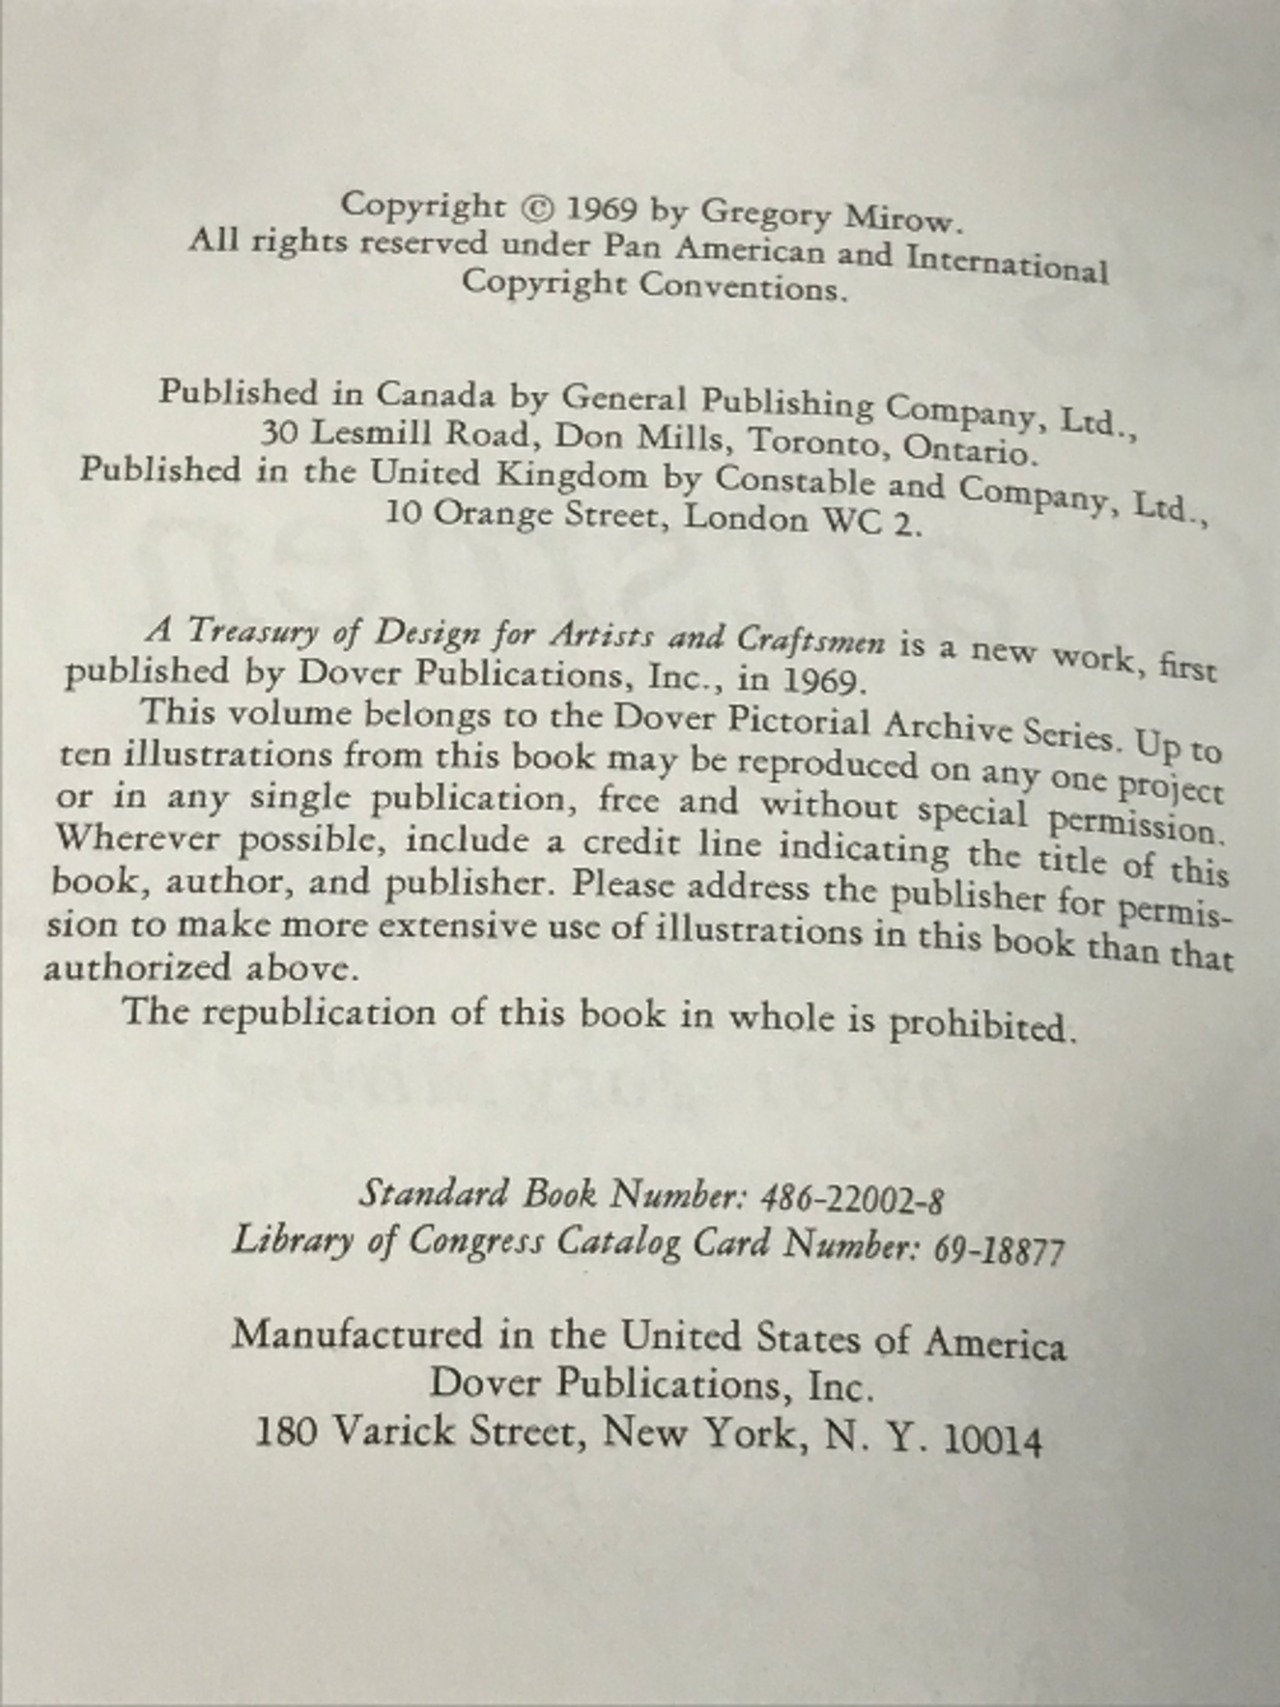 Copyright © 1969 by Gregory Mirow.
All rights reserved under Pan American and International
Copyright Conventions.
Published in Canada by General Publishing Company, Ltd.,
30 Lesmill Road, Don Mills, Toronto, Ontario.
Published in the United Kingdom by Constable and Company, Ltd.,
10 Orange Street, London WC 2.
A Treasury of Design for Artists and Craftsmen is a new work, first
published by Dover Publications, Inc., in 1969.
This volume belongs to the Dover Pictorial Archive Series. Up to
ten illustrations from this book may be reproduced on any one project
or in any single publication, free and without special permission.
Wherever possible, include a credit line indicating the title of this
book, author, and publisher. Please address the publisher for permis-
sion to make more extensive use of illustrations in this book than that
authorized above.
The republication of this book in whole is prohibited.
Standard Book Number: 486-22002-8
Library of Congress Catalog Card Number: 69-18877
Manufactured in the United States of America
Dover Publications, Inc.
180 Varick Street, New York, N. Y. 10014